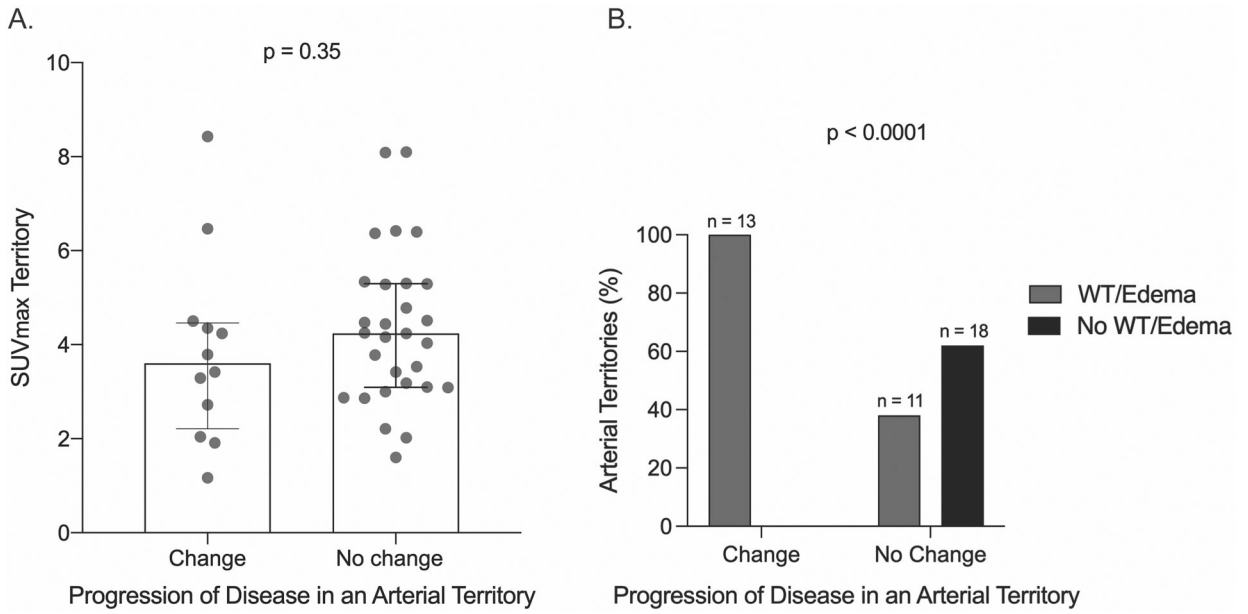 A.
p = 0.35
10
8
6
4
2
0
SUVmax Territory
Change
No change
Progression of Disease in an Arterial Territory
B.
p < 0.0001
n = 13
100
80
60
40
20
0
Arterial Territories (%)
n = 11
n = 18
WT/Edema
No WT/Edema
Change
No Change
Progression of Disease in an Arterial Territory